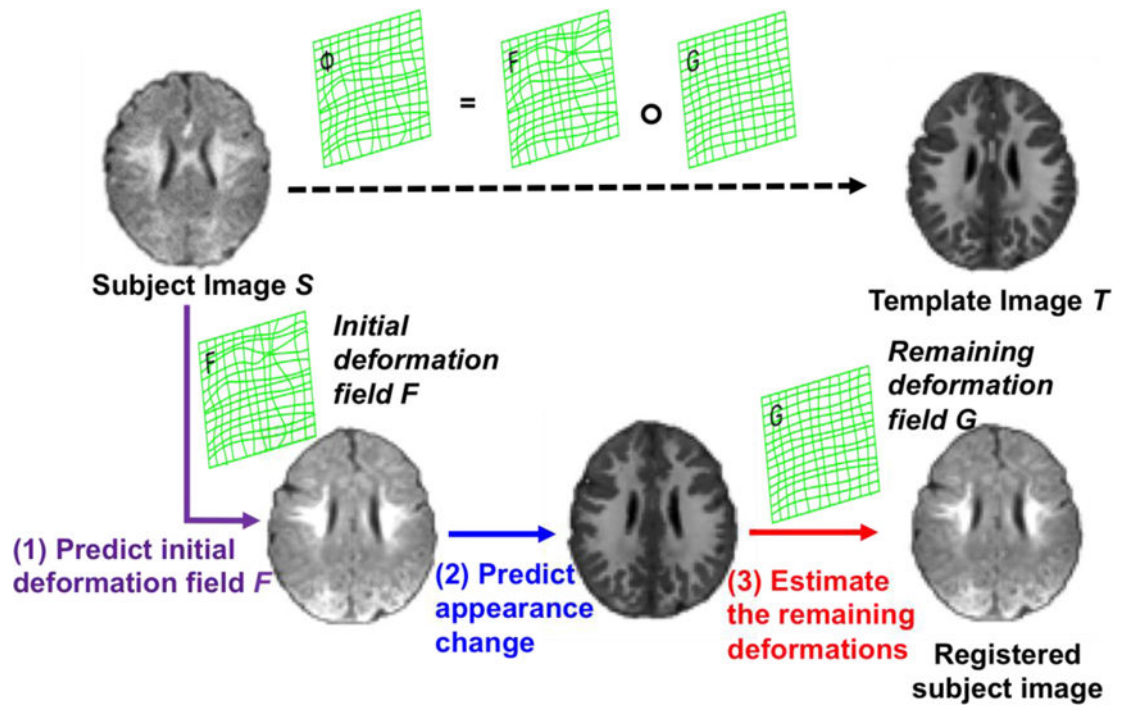 ϕ
=
F
o
G
Subject Image S
Template Image T
F
Initial
deformation
field F
G
Remaining
deformation
field G
(1) Predict initial
deformation field F
(2) Predict
appearance
change
(3) Estimate
the remaining
deformations
Registered
subject image